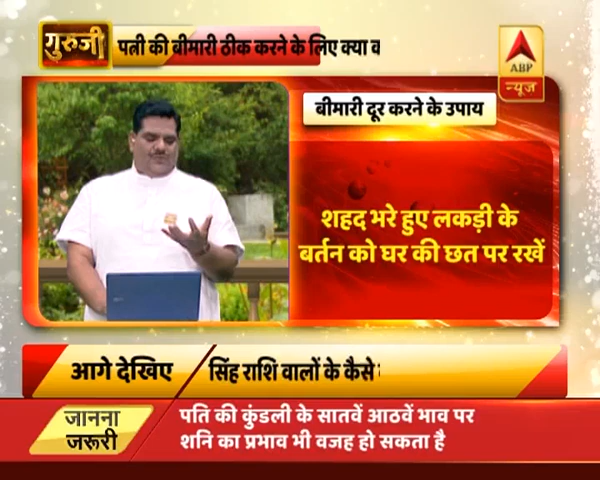 गुरुजी
पत्नी की बीमारी ठीक करने के लिए क्या
ABP
न्यूज़
बीमारी दूर करने के उपाय
शहद भरे हुए लकड़ी के
बर्तन को घर की छत पर रखें
आगे देखिए
सिंह राशि वालों के कैसे
जानना
जरूरी
पति की कुंडली के सातवें आठवें भाव पर
शनि का प्रभाव भी वजह हो सकता है